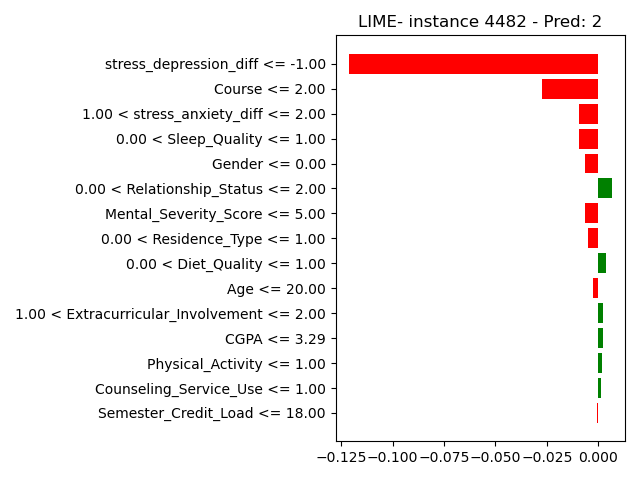 LIME- instance 4482 - Pred: 2
stress_depression_diff <= -1.00
Course <= 2.00
1.00 < stress_anxiety_diff <= 2.00
0.00 < Sleep_Quality <= 1.00
Gender <= 0.00
0.00 < Relationship_Status <= 2.00
Mental_Severity_Score <= 5.00
0.00 < Residence_Type <= 1.00
0.00 < Diet_Quality <= 1.00
Age <= 20.00
1.00 < Extracurricular_Involvement <= 2.00
CGPA <= 3.29
Physical_Activity <= 1.00
Counseling_Service_Use <= 1.00
Semester_Credit_Load <= 18.00
−0.125 −0.100 −0.075 −0.050 −0.025 0.000